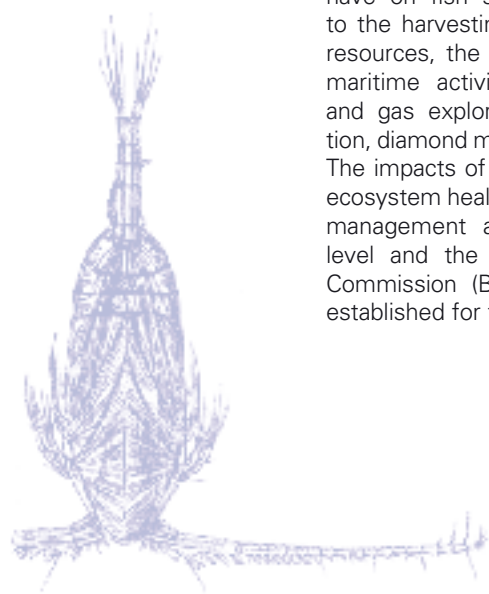 have on fish s
to the harvestin
resources, the
maritime activi
and gas explor
tion, diamond m
The impacts of
ecosystem heal
management a
level and the
Commission (B
established for t